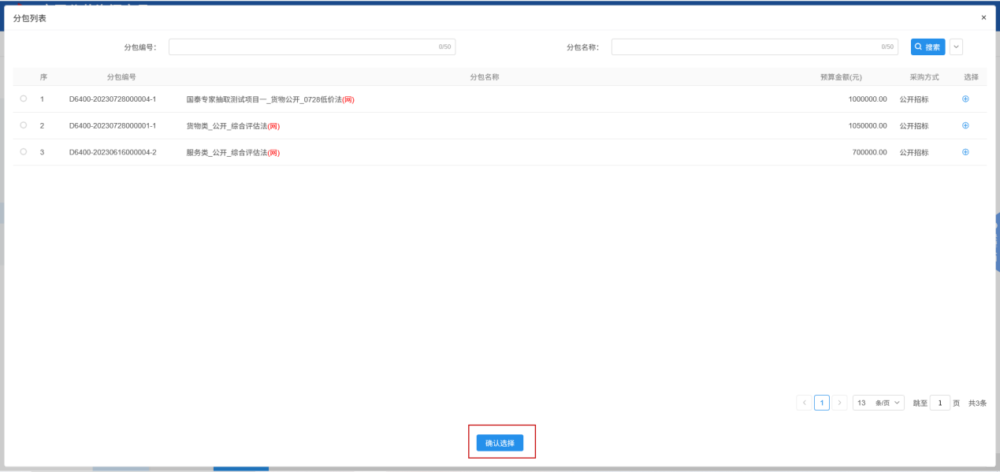 分包列表
×
分包编号: 0/50 分包名称: 0/50 搜索
序 分包编号 分包名称 预算金额(元) 采购方式 选择
1 D6400-20230728000004-1 国泰专家抽取测试项目一_货物公开_0728低价法(网) 1000000.00 公开招标
2 D6400-20230728000001-1 货物类_公开_综合评估法(网) 1050000.00 公开招标
3 D6400-20230616000004-2 服务类_公开_综合评估法(网) 700000.00 公开招标
< 1 > 13 条/页 跳至 1 页 共3条
确认选择